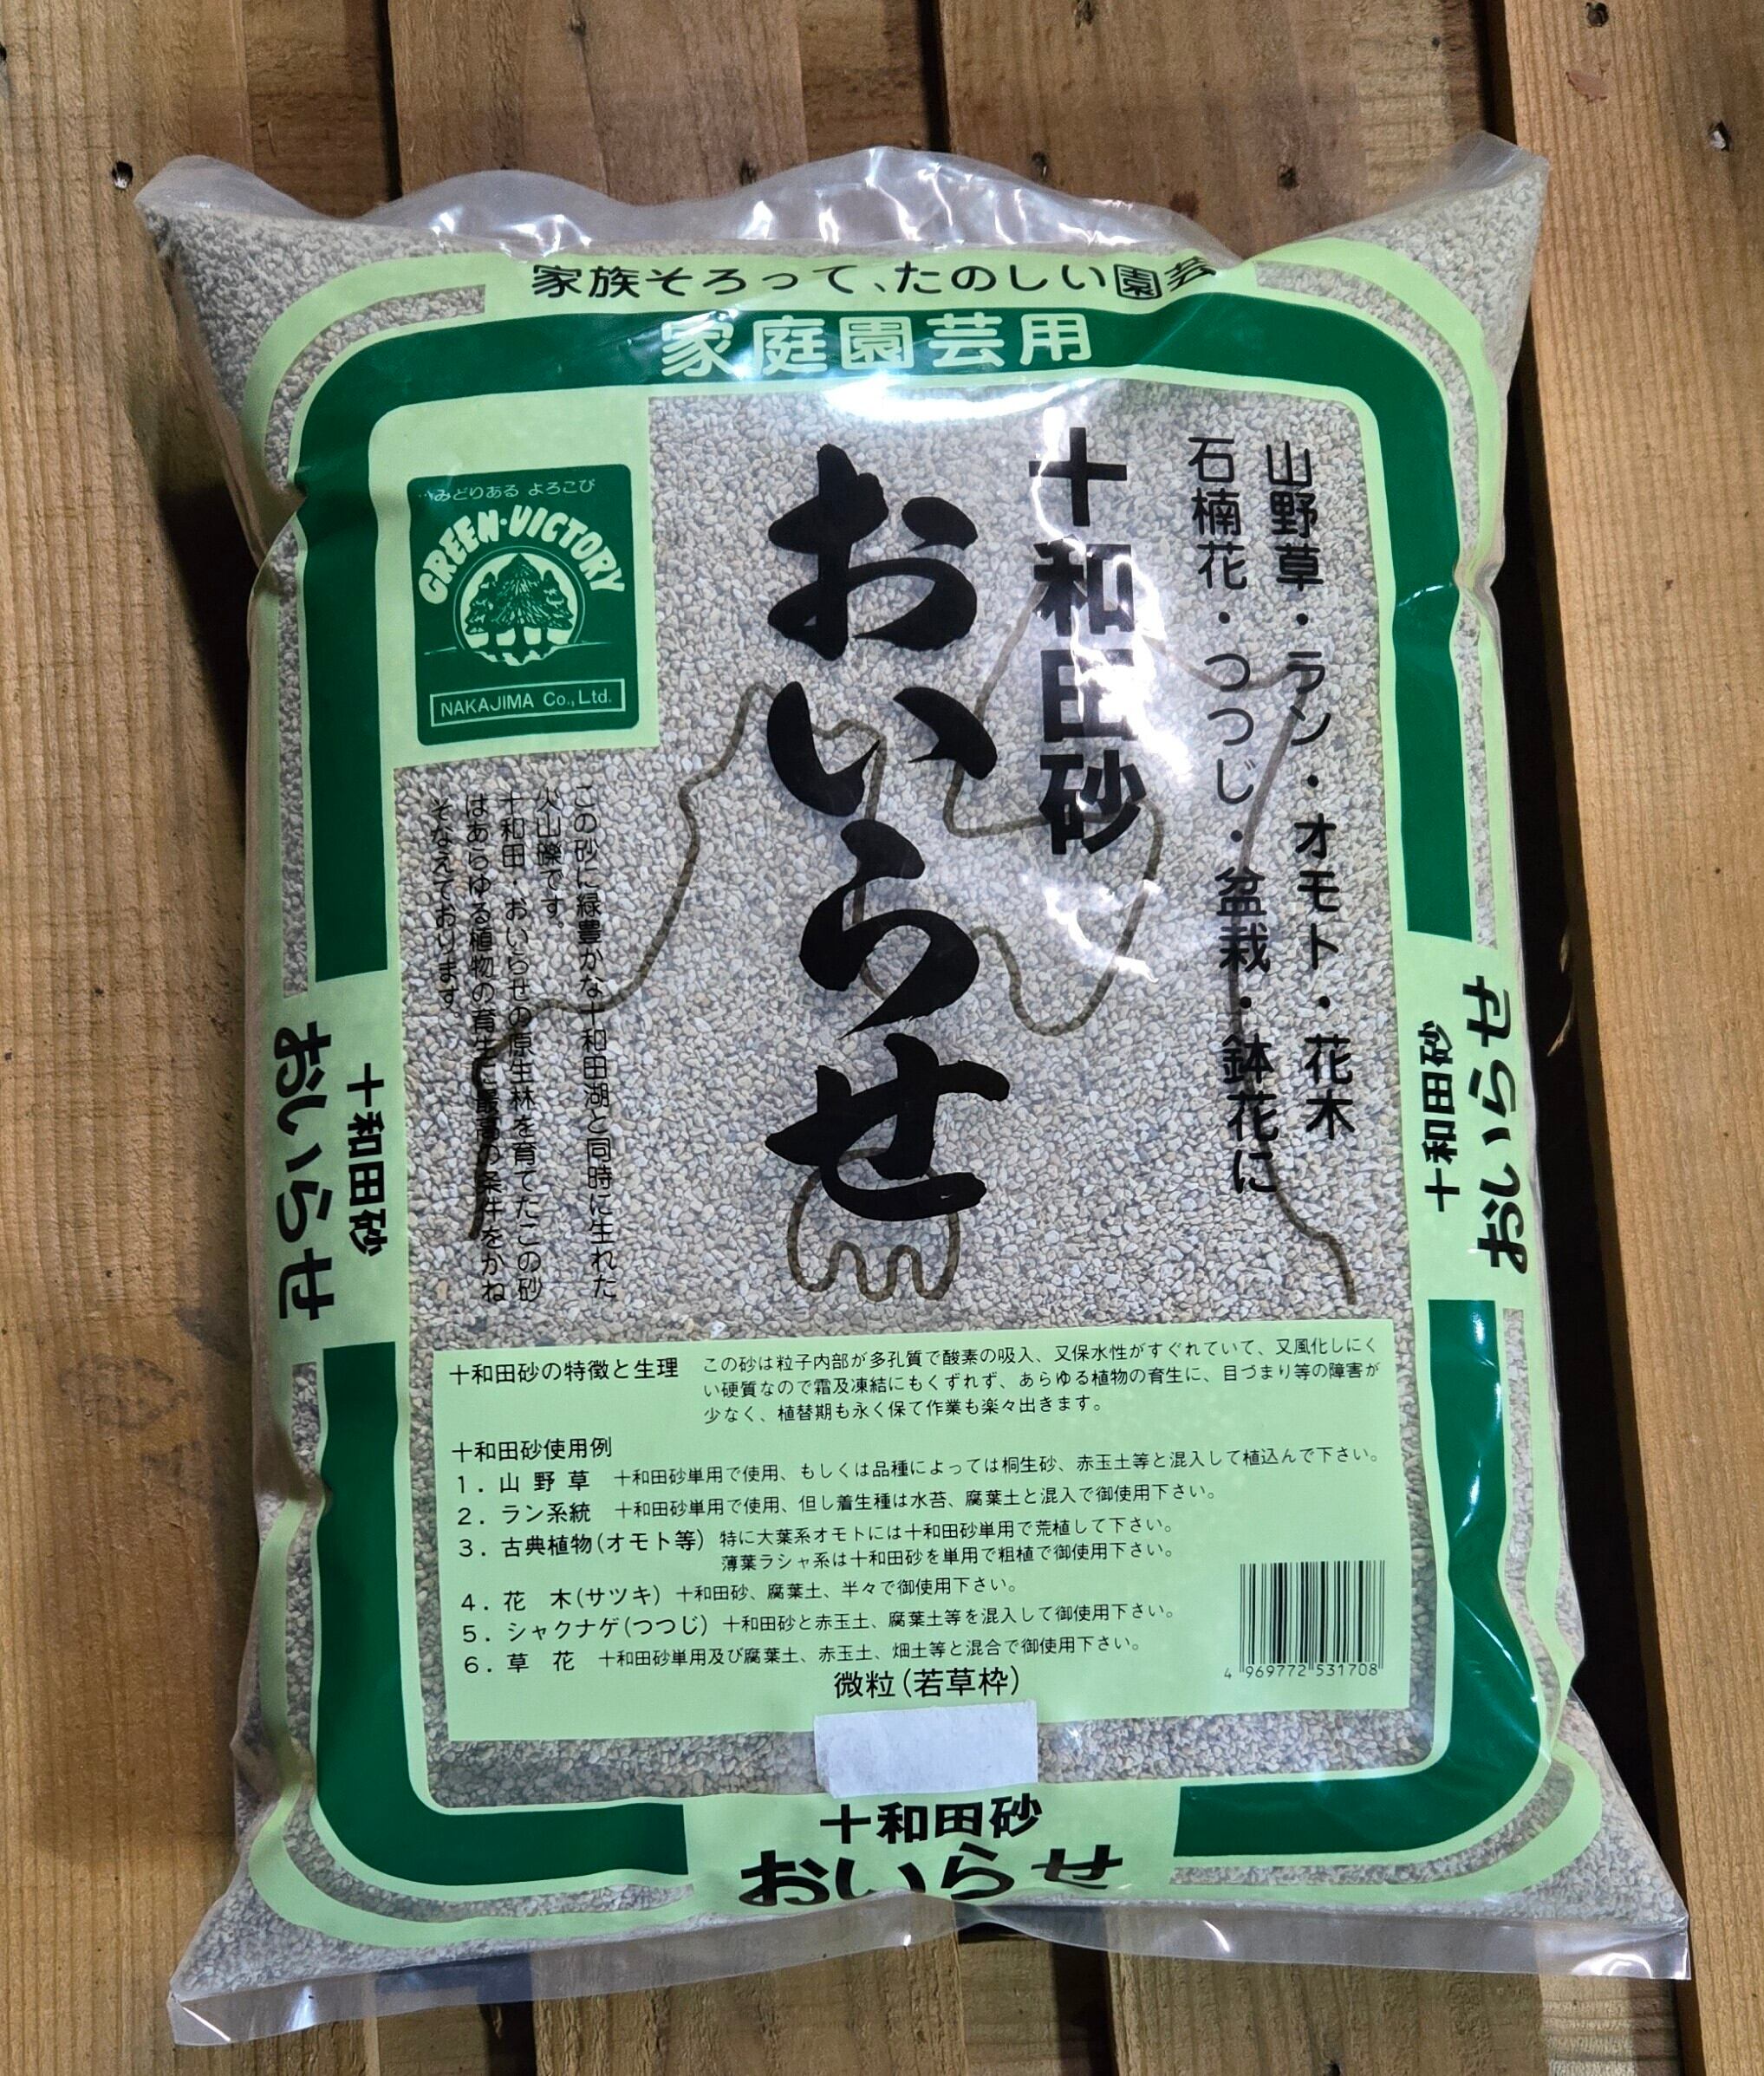 家族そろって、たのしい園芸
家庭園芸用
…みどりある よろこび
GREEN・VICTORY
NAKAJIMA Co., Ltd.
山野草・ラン・オモト・花木
石楠花・つつじ・盆栽・鉢花に
十和田砂
おいらせ
この砂に緑豊かな十和田湖と同時に生れた
火山礫です。
十和田・おいらせの原生林を育てたこの砂
はあらゆる植物の育生に最高の条件をかね
そなえております。
十和田砂
おいらせ
十和田砂
おいらせ
十和田砂の特徴と生理 この砂は粒子内部が多孔質で酸素の吸入、又保水性がすぐれていて、又風化しにく
い硬質なので霜及凍結にもくずれず、あらゆる植物の育生に、目づまり等の障害が
少なく、植替期も永く保て作業も楽々出きます。
十和田砂使用例
1. 山野草 十和田砂単用で使用、もしくは品種によっては桐生砂、赤玉土等と混入して植込んで下さい。
2. ラン系統 十和田砂単用で使用、但し着生種は水苔、腐葉土と混入で御使用下さい。
3. 古典植物(オモト等) 特に大葉系オモトには十和田砂単用で荒植して下さい。
薄葉ラシャ系は十和田砂を単用で粗植で御使用下さい。
4. 花 木(サツキ) 十和田砂、腐葉土、半々で御使用下さい。
5. シャクナゲ(つつじ) 十和田砂と赤玉土、腐葉土等を混入して御使用下さい。
6. 草 花 十和田砂単用及び腐葉土、赤玉土、畑土等と混合で御使用下さい。
微粒(若草枠)
4 969772 531708
十和田砂
おいらせ